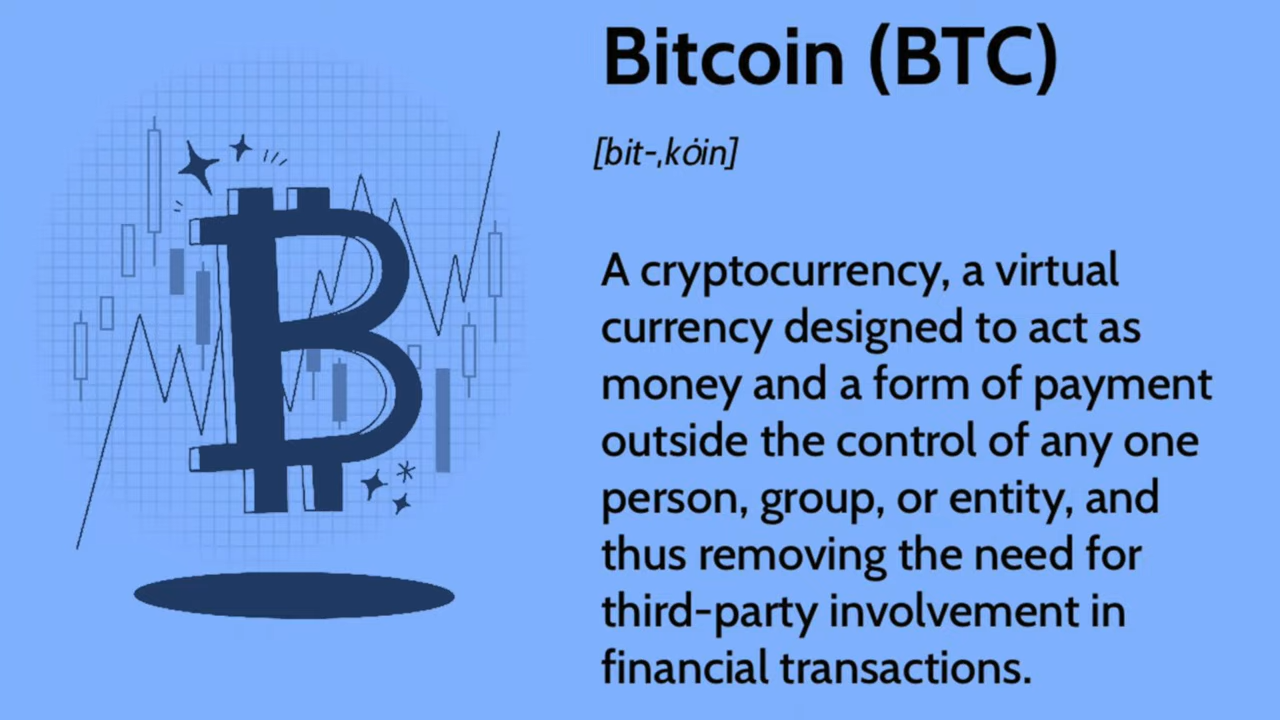 Bitcoin (BTC)
[bit-ˌkȯin]
A cryptocurrency, a virtual
currency designed to act as
money and a form of payment
outside the control of any one
person, group, or entity, and
thus removing the need for
third-party involvement in
financial transactions.